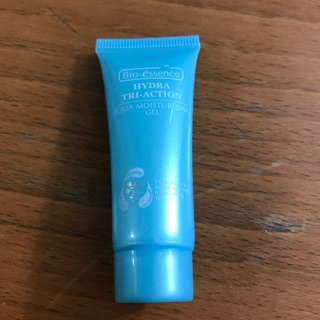 Bio-essence
HYDRA
TRI-ACTION
AQUA MOISTURIZING
GEL